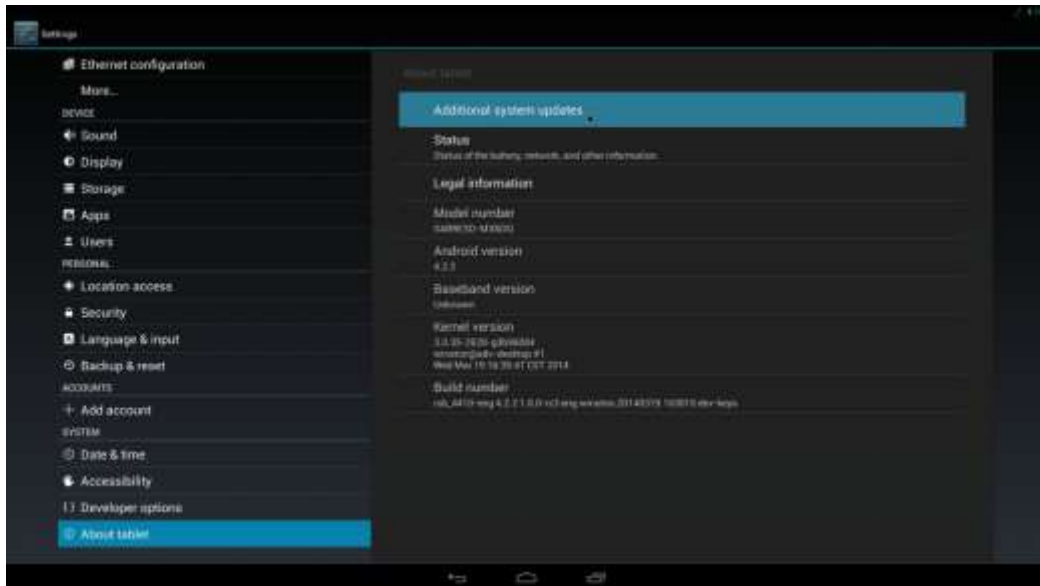 Settings
Ethernet configuration
More...
DEVICE
Sound
Display
Storage
Apps
Users
PERSONAL
Location access
Security
Language & input
Backup & reset
ACCOUNTS
Add account
SYSTEM
Date & time
Accessibility
Developer options
About tablet
About tablet
Additional system updates
Status
Status of the battery, network, and other information
Legal information
Model number
Android version
Baseband version
Unknown
Kernel version
Build number